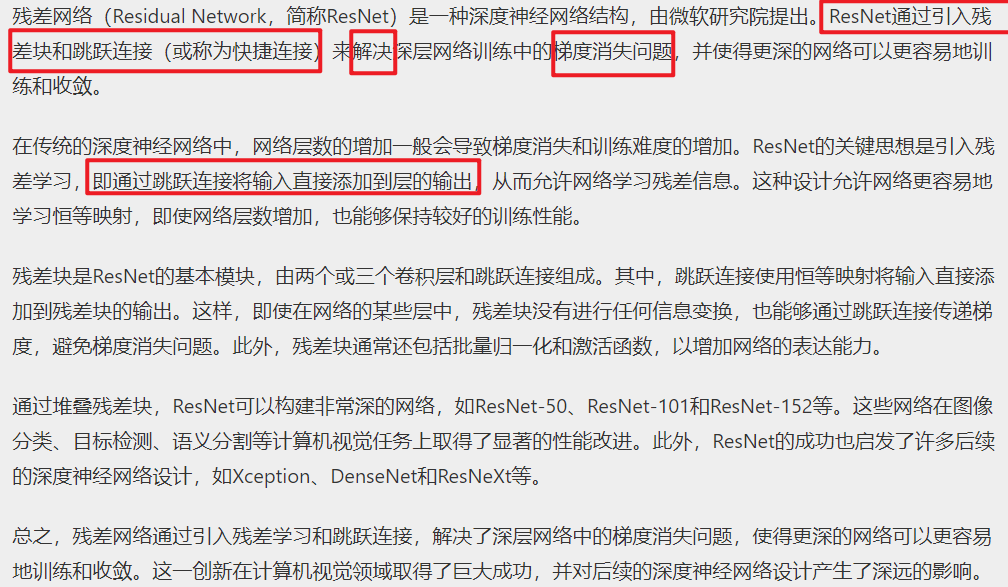 残差网络（Residual Network，简称ResNet）是一种深度神经网络结构，由微软研究院提出。ResNet通过引入残
差块和跳跃连接（或称为快捷连接）来解决深层网络训练中的梯度消失问题，并使得更深的网络可以更容易地训
练和收敛。
在传统的深度神经网络中，网络层数的增加一般会导致梯度消失和训练难度的增加。ResNet的关键思想是引入残
差学习，即通过跳跃连接将输入直接添加到层的输出，从而允许网络学习残差信息。这种设计允许网络更容易地
学习恒等映射，即使网络层数增加，也能够保持较好的训练性能。
残差块是ResNet的基本模块，由两个或三个卷积层和跳跃连接组成。其中，跳跃连接使用恒等映射将输入直接添
加到残差块的输出。这样，即使在网络的某些层中，残差块没有进行任何信息变换，也能够通过跳跃连接传递梯
度，避免梯度消失问题。此外，残差块通常还包括批量归一化和激活函数，以增加网络的表达能力。
通过堆叠残差块，ResNet可以构建非常深的网络，如ResNet-50、ResNet-101和ResNet-152等。这些网络在图像
分类、目标检测、语义分割等计算机视觉任务上取得了显著的性能改进。此外，ResNet的成功也启发了许多后续
的深度神经网络设计，如Xception、DenseNet和ResNeXt等。
总之，残差网络通过引入残差学习和跳跃连接，解决了深层网络中的梯度消失问题，使得更深的网络可以更容易
地训练和收敛。这一创新在计算机视觉领域取得了巨大成功，并对后续的深度神经网络设计产生了深远的影响。